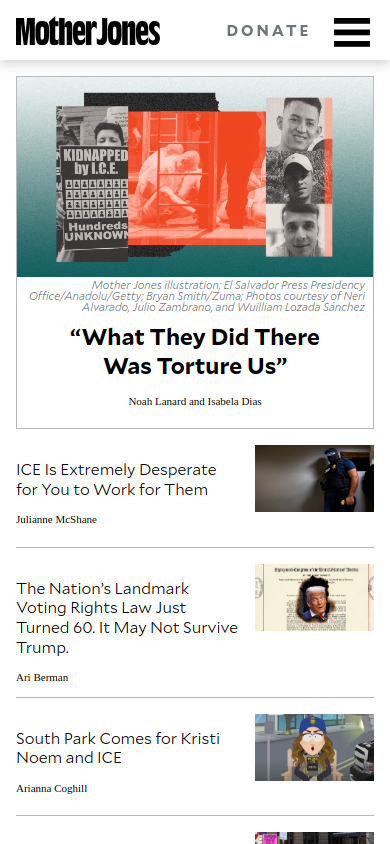 Mother Jones
DONATE
KIDNAPPED
by I.C.E.
Hundreds
UNKNOWN
Mother Jones illustration; El Salvador Press Presidency
Office/Anadolu/Getty; Bryan Smith/Zuma; Photos courtesy of Neri
Alvarado, Julio Zambrano, and Wuilliam Lozada Sánchez
“What They Did There
Was Torture Us”
Noah Lanard and Isabela Dias
ICE Is Extremely Desperate
for You to Work for Them
Julianne McShane
The Nation’s Landmark
Voting Rights Law Just
Turned 60. It May Not Survive
Trump.
Ari Berman
South Park Comes for Kristi
Noem and ICE
Arianna Coghill